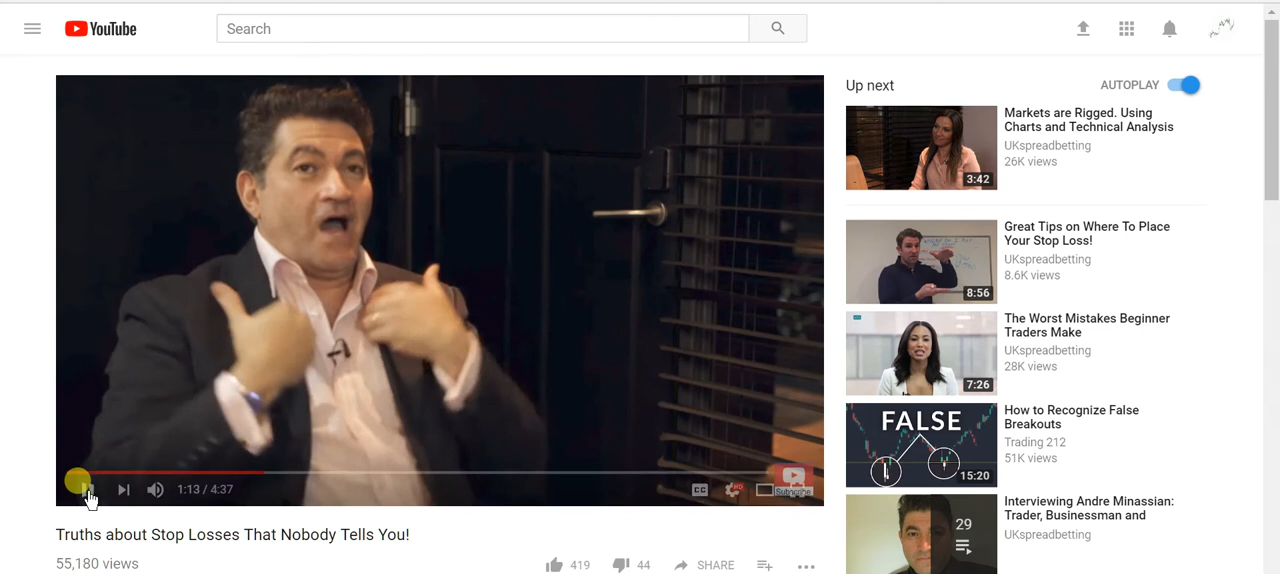 YouTube
Search
Up next
AUTOPLAY
Markets are Rigged. Using
Charts and Technical Analysis
UKspreadbetting
26K views
3:42
Great Tips on Where To Place
Your Stop Loss!
UKspreadbetting
8.6K views
8:56
The Worst Mistakes Beginner
Traders Make
UKspreadbetting
28K views
7:26
How to Recognize False
Breakouts
Trading 212
51K views
FALSE
15:20
Interviewing Andre Minassian:
Trader, Businessman and
UKspreadbetting
29
1:13 / 4:37
CC
HD
Subscribe
Truths about Stop Losses That Nobody Tells You!
55,180 views
419
44
SHARE